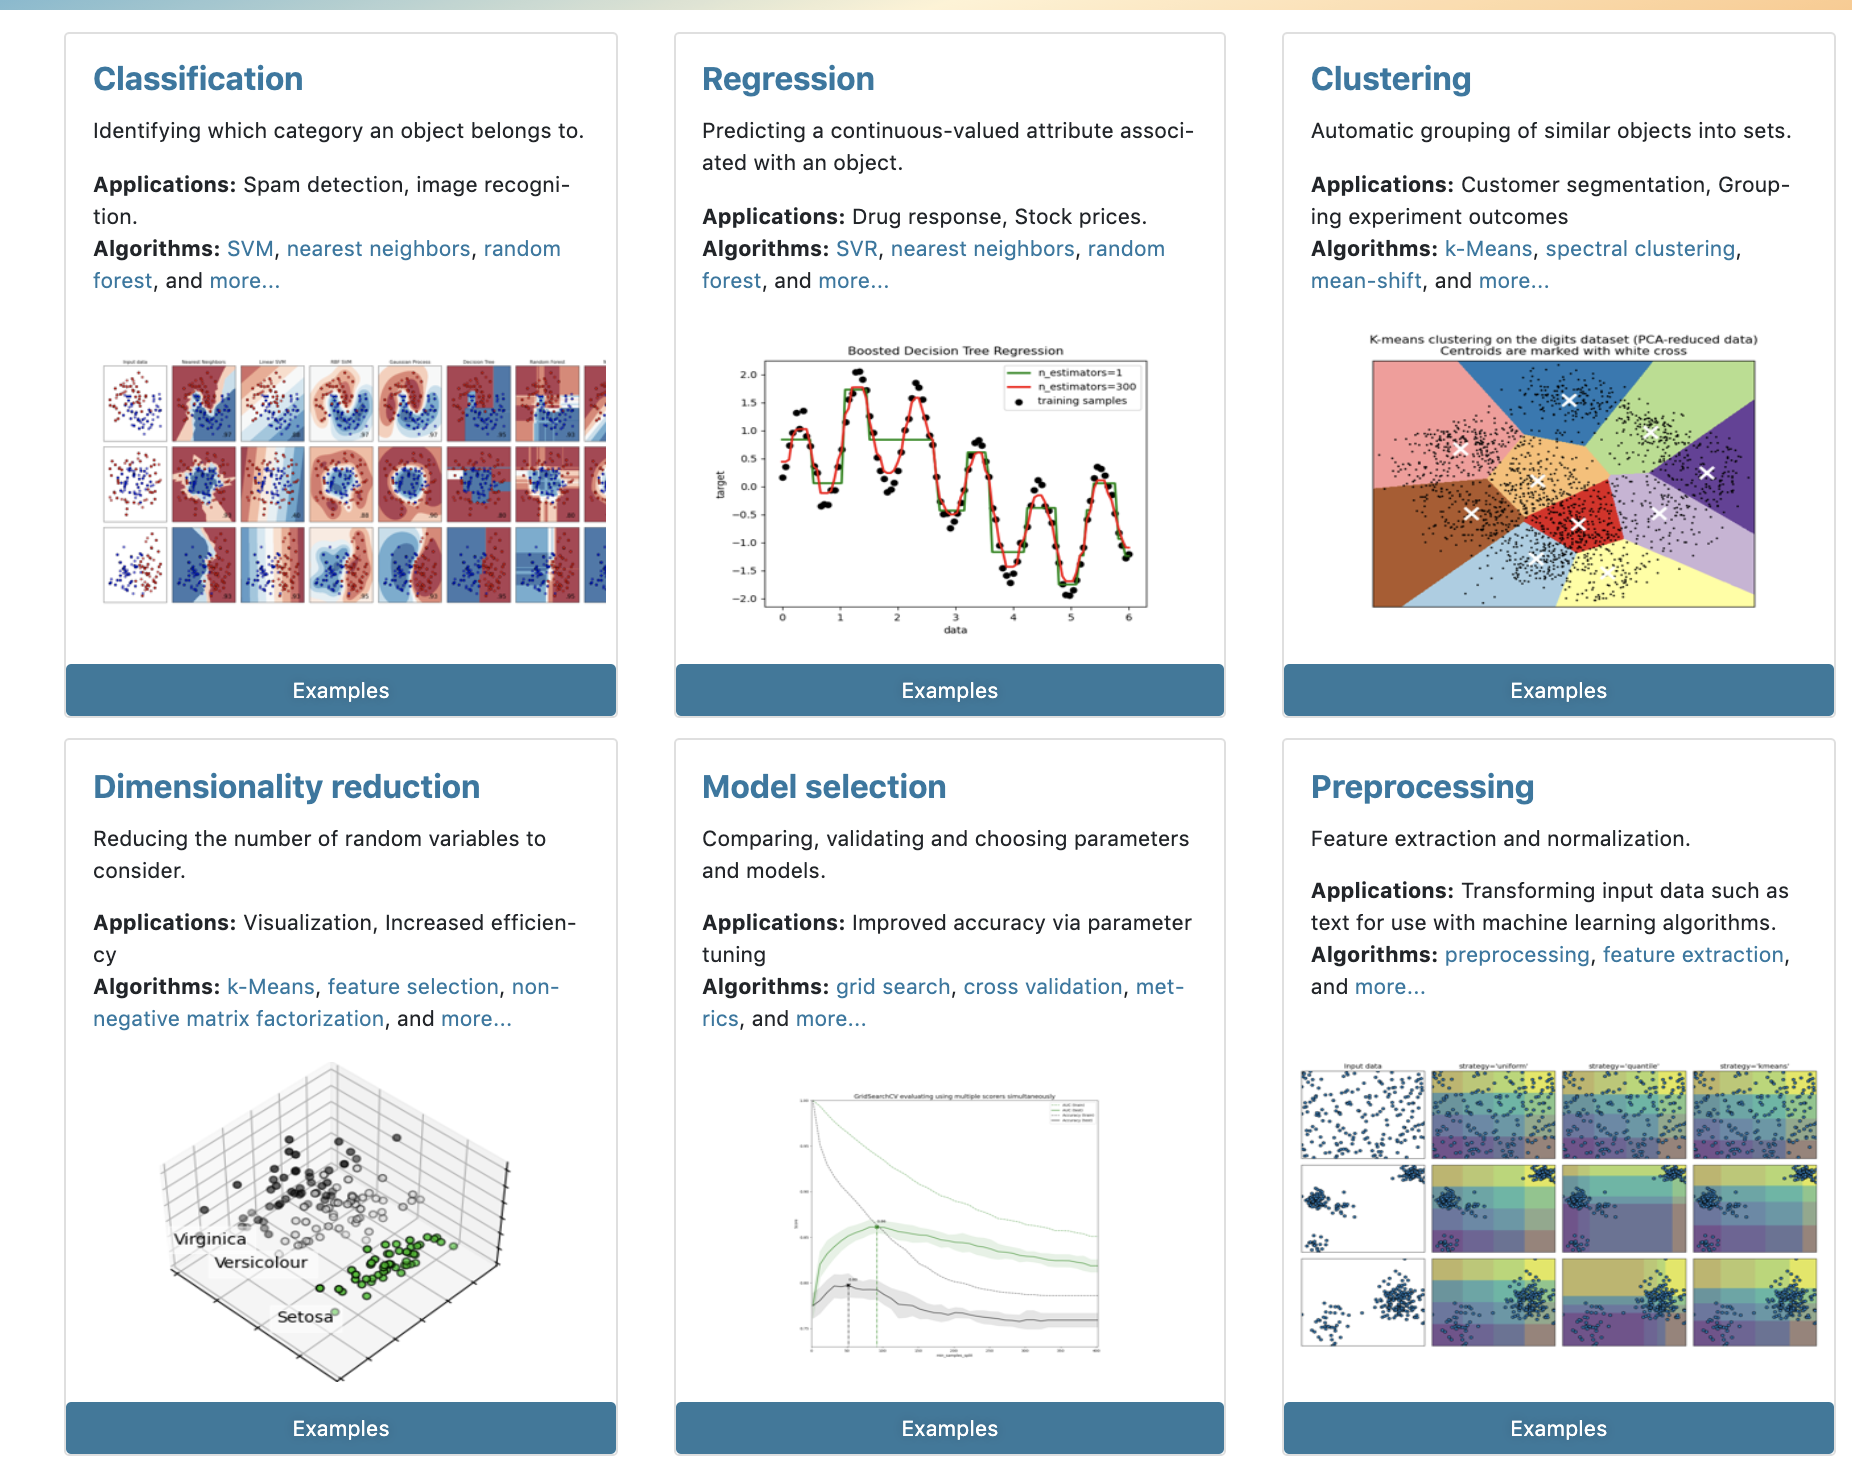 Classification
Identifying which category an object belongs to.
Applications: Spam detection, image recogni-
tion.
Algorithms: SVM, nearest neighbors, random
forest, and more...
Input data
Nearest Neighbors
Linear SVM
RBF SVM
Gaussian Process
Decision Tree
Random Forest
Examples
Regression
Predicting a continuous-valued attribute associ-
ated with an object.
Applications: Drug response, Stock prices.
Algorithms: SVR, nearest neighbors, random
forest, and more...
Boosted Decision Tree Regression
n_estimators=1
n_estimators=300
training samples
target
2.0
1.5
1.0
0.5
0.0
−0.5
−1.0
−1.5
−2.0
0 1 2 3 4 5 6
data
Examples
Clustering
Automatic grouping of similar objects into sets.
Applications: Customer segmentation, Group-
ing experiment outcomes
Algorithms: k-Means, spectral clustering,
mean-shift, and more...
K-means clustering on the digits dataset (PCA-reduced data)
Centroids are marked with white cross
Examples
Dimensionality reduction
Reducing the number of random variables to
consider.
Applications: Visualization, Increased efficien-
cy
Algorithms: k-Means, feature selection, non-
negative matrix factorization, and more...
Virginica
Versicolour
Setosa
Examples
Model selection
Comparing, validating and choosing parameters
and models.
Applications: Improved accuracy via parameter
tuning
Algorithms: grid search, cross validation, met-
rics, and more...
GridSearchCV evaluating using multiple scorers simultaneously
Examples
Preprocessing
Feature extraction and normalization.
Applications: Transforming input data such as
text for use with machine learning algorithms.
Algorithms: preprocessing, feature extraction,
and more...
Input data
strategy='uniform'
strategy='quantile'
strategy='kmeans'
Examples